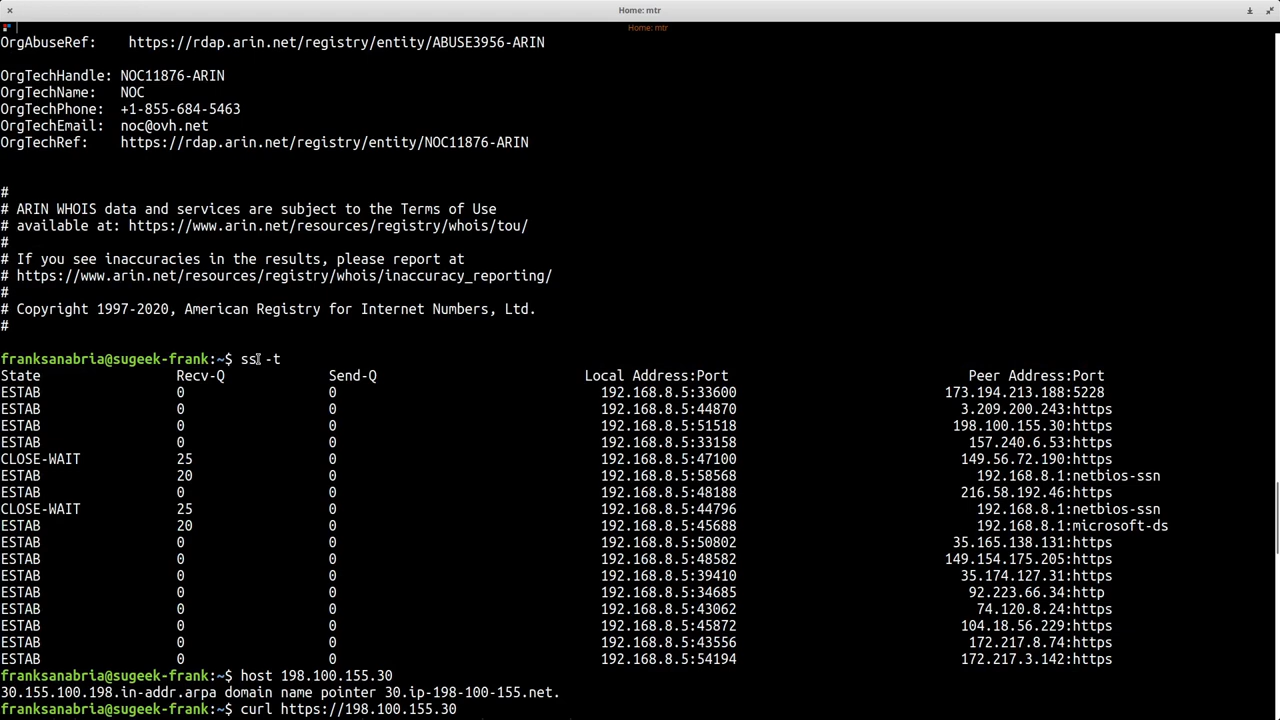 Home: mtr
Home: mtr
OrgAbuseRef:    https://rdap.arin.net/registry/entity/ABUSE3956-ARIN
OrgTechHandle: NOC11876-ARIN
OrgTechName:   NOC
OrgTechPhone:  +1-855-684-5463
OrgTechEmail:  noc@ovh.net
OrgTechRef:    https://rdap.arin.net/registry/entity/NOC11876-ARIN
#
# ARIN WHOIS data and services are subject to the Terms of Use
# available at: https://www.arin.net/resources/registry/whois/tou/
#
# If you see inaccuracies in the results, please report at
# https://www.arin.net/resources/registry/whois/inaccuracy_reporting/
#
# Copyright 1997-2020, American Registry for Internet Numbers, Ltd.
#
franksanabria@sugeek-frank:~$ ss -t
State Recv-Q Send-Q Local Address:Port Peer Address:Port
ESTAB 0 0 192.168.8.5:33600 173.194.213.188:5228
ESTAB 0 0 192.168.8.5:44870 3.209.200.243:https
ESTAB 0 0 192.168.8.5:51518 198.100.155.30:https
ESTAB 0 0 192.168.8.5:33158 157.240.6.53:https
CLOSE-WAIT 25 0 192.168.8.5:47100 149.56.72.190:https
ESTAB 20 0 192.168.8.5:58568 192.168.8.1:netbios-ssn
ESTAB 0 0 192.168.8.5:48188 216.58.192.46:https
CLOSE-WAIT 25 0 192.168.8.5:44796 192.168.8.1:netbios-ssn
ESTAB 20 0 192.168.8.5:45688 192.168.8.1:microsoft-ds
ESTAB 0 0 192.168.8.5:50802 35.165.138.131:https
ESTAB 0 0 192.168.8.5:48582 149.154.175.205:https
ESTAB 0 0 192.168.8.5:39410 35.174.127.31:https
ESTAB 0 0 192.168.8.5:34685 92.223.66.34:http
ESTAB 0 0 192.168.8.5:43062 74.120.8.24:https
ESTAB 0 0 192.168.8.5:45872 104.18.56.229:https
ESTAB 0 0 192.168.8.5:43556 172.217.8.74:https
ESTAB 0 0 192.168.8.5:54194 172.217.3.142:https
franksanabria@sugeek-frank:~$ host 198.100.155.30
30.155.100.198.in-addr.arpa domain name pointer 30.ip-198-100-155.net.
franksanabria@sugeek-frank:~$ curl https://198.100.155.30